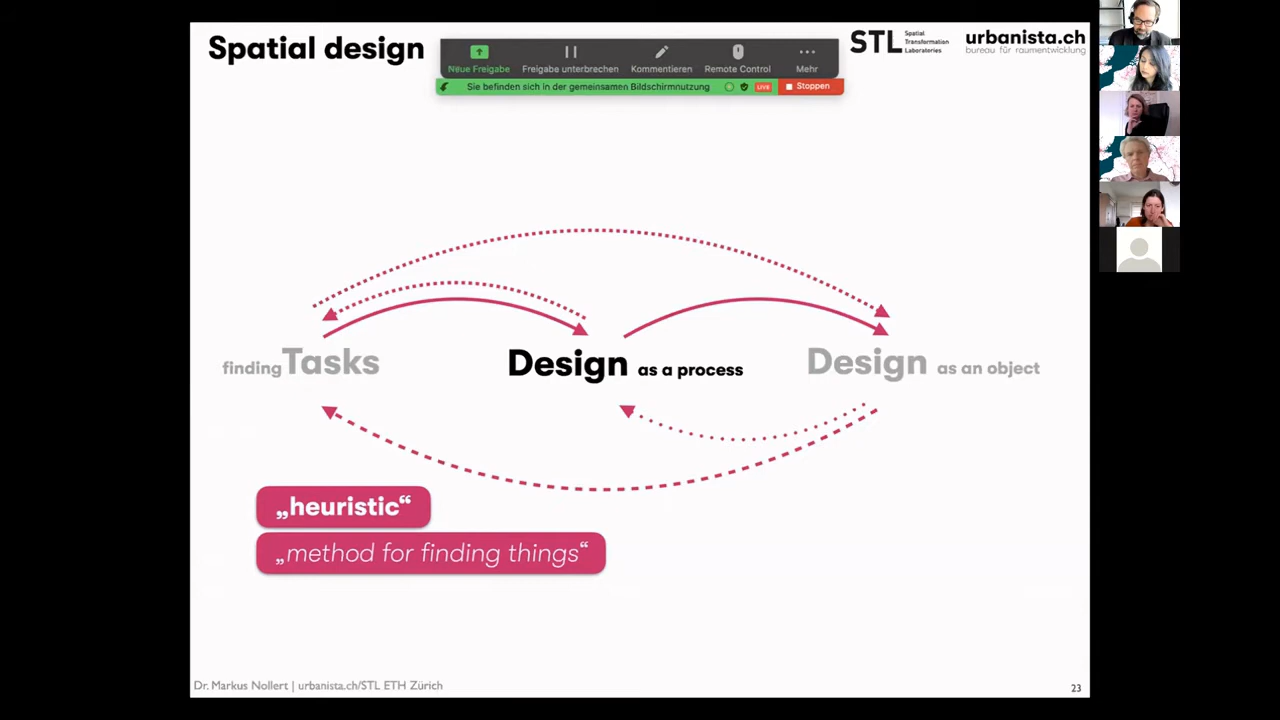 Spatial design
Neue Freigabe
Freigabe unterbrechen
Kommentieren
Remote Control
Mehr
Sie befinden sich in der gemeinsamen Bildschirmnutzung
LIVE
Stoppen
STL Spatial
Transformation
Laboratories
urbanista.ch
bureau für raumentwicklung
finding Tasks
Design as a process
Design as an object
„heuristic“
„method for finding things“
Dr. Markus Nollert | urbanista.ch/STL ETH Zürich
23